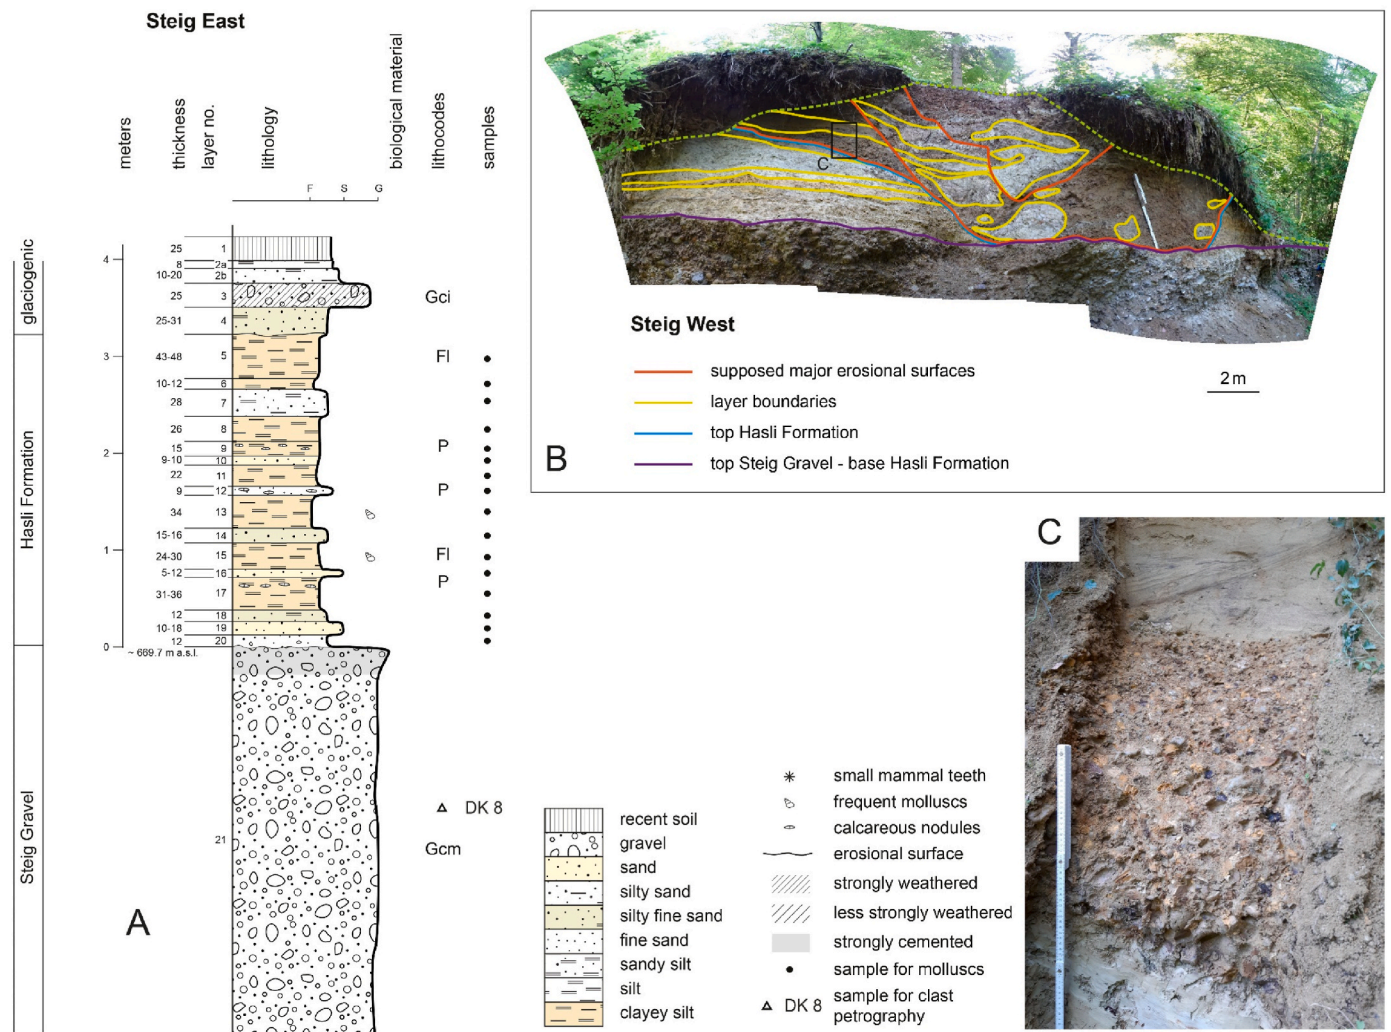 Steig East
meters
thickness
layer no.
lithology
biological material
lithocodes
samples
F S G
glaciogenic
Hasli Formation
Steig Gravel
4
3
2
1
0
~ 669.7 m a.s.l.
25 1
8 2a
10-20 2b
25 3 Gci
25-31 4
43-48 5 Fl
10-12 6
28 7
26 8
15 9 P
9-10 10
22 11
9 12 P
34 13
15-16 14
24-30 15 Fl
5-12 16
31-36 17 P
12 18
10-18 19
12 20
DK 8
21 Gcm
A
recent soil
gravel
sand
silty sand
silty fine sand
fine sand
sandy silt
silt
clayey silt
small mammal teeth
frequent molluscs
calcareous nodules
erosional surface
strongly weathered
less strongly weathered
strongly cemented
sample for molluscs
DK 8 sample for clast
petrography
C
Steig West
supposed major erosional surfaces
layer boundaries
top Hasli Formation
top Steig Gravel - base Hasli Formation
2 m
B
C